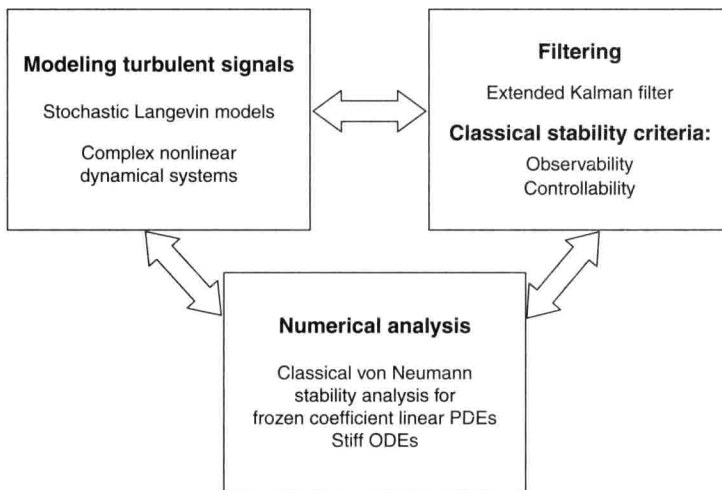 Modeling turbulent signals
Stochastic Langevin models
Complex nonlinear
dynamical systems
Filtering
Extended Kalman filter
Classical stability criteria:
Observability
Controllability
Numerical analysis
Classical von Neumann
stability analysis for
frozen coefficient linear PDEs
Stiff ODEs